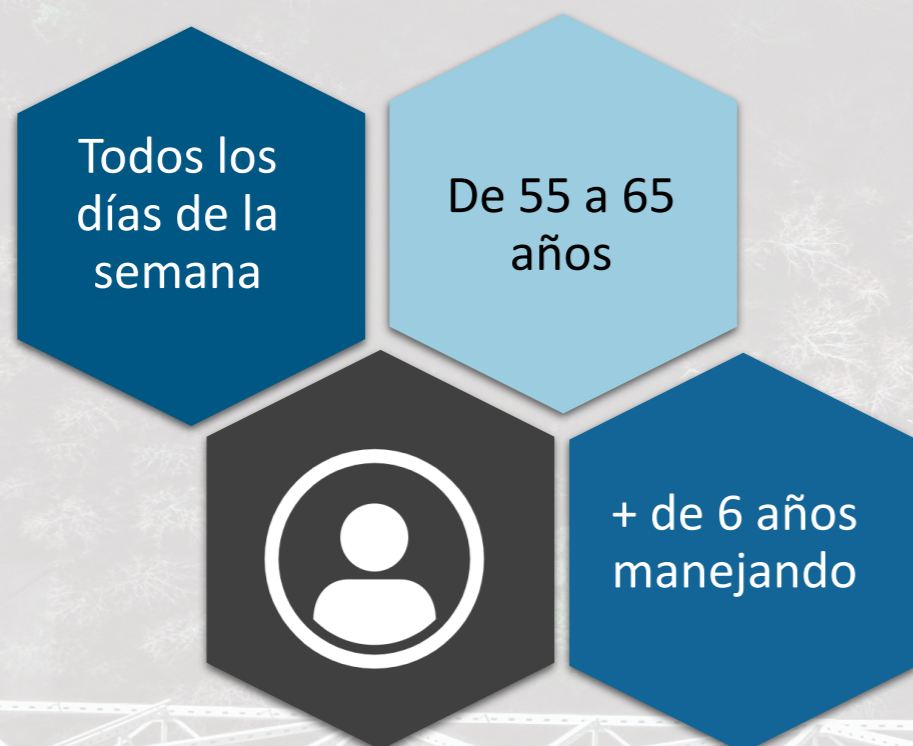 Todos los
días de la
semana
De 55 a 65
años
+ de 6 años
manejando